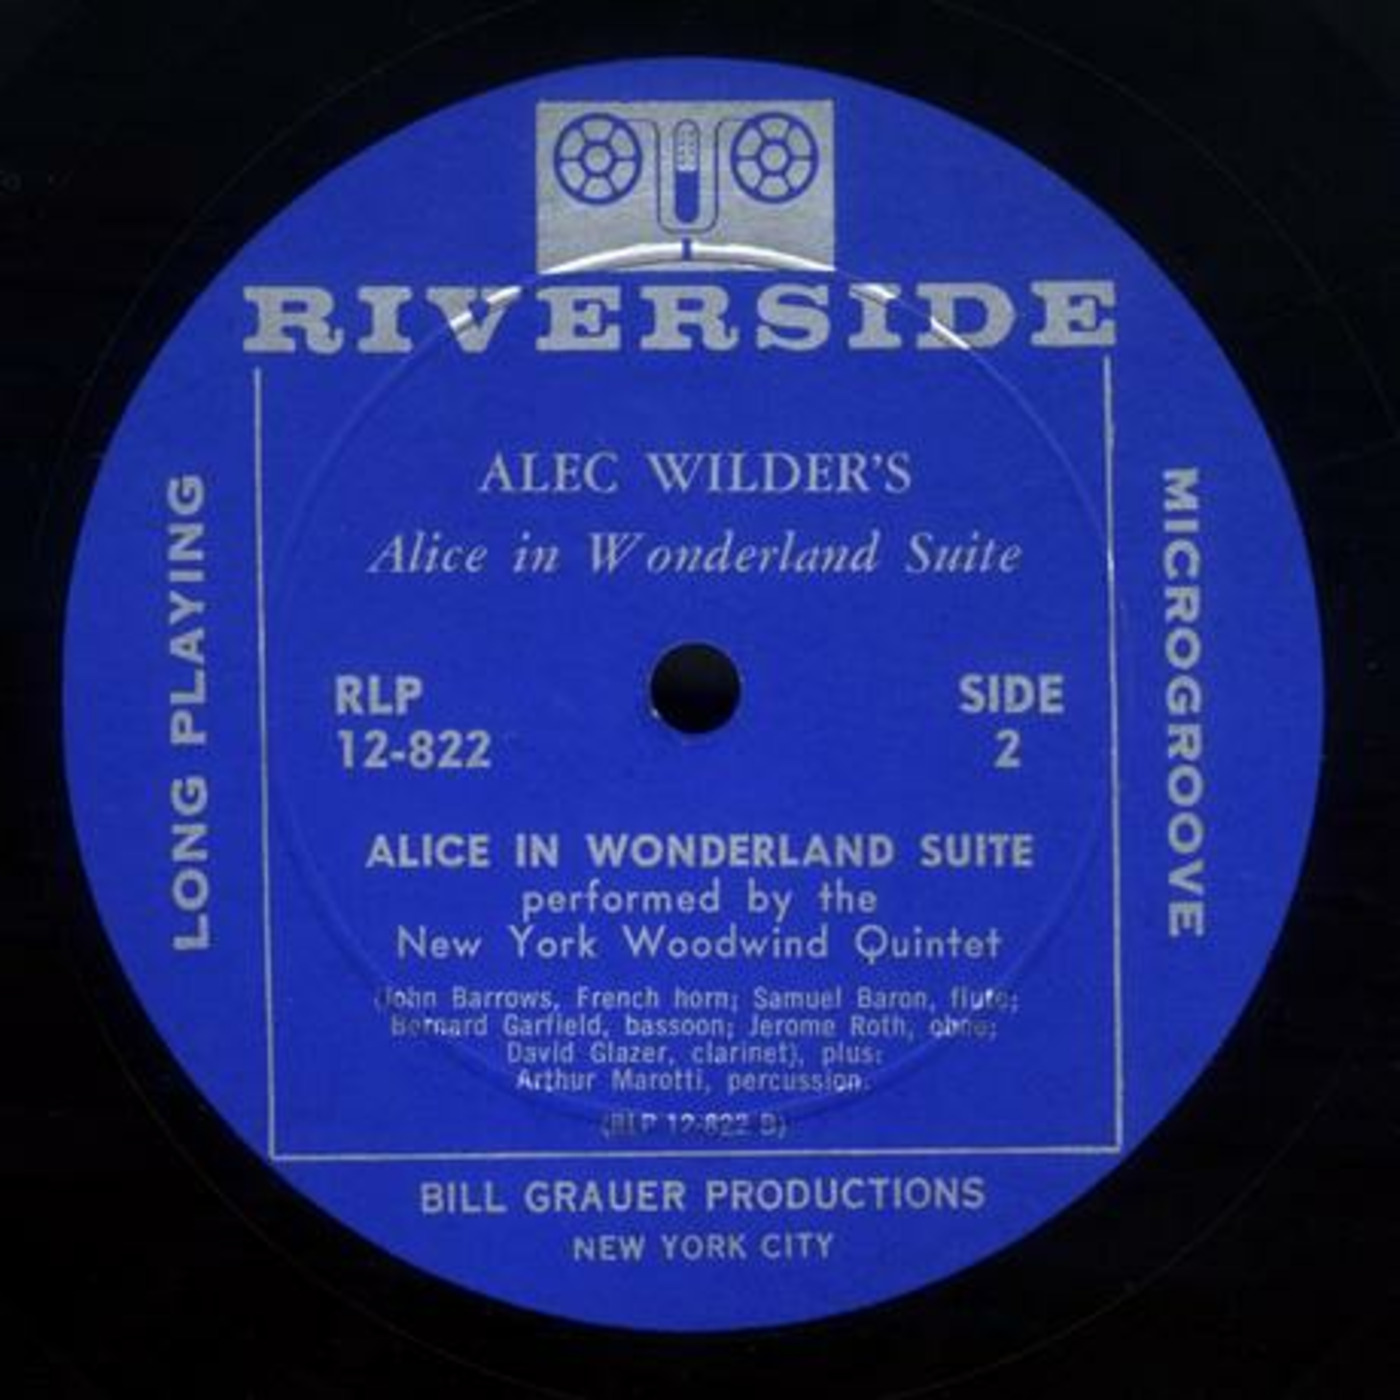 RIVERSIDE
ALEC WILDER'S
Alice in Wonderland Suite
RLP
12-822
SIDE
2
LONG PLAYING
MICROGROOVE
ALICE IN WONDERLAND SUITE
performed by the
New York Woodwind Quintet
(John Barrows, French horn; Samuel Baron, flute;
Bernard Garfield, bassoon; Jerome Roth, oboe;
David Glazer, clarinet), plus:
Arthur Marotti, percussion.
(RLP 12-822 B)
BILL GRAUER PRODUCTIONS
NEW YORK CITY